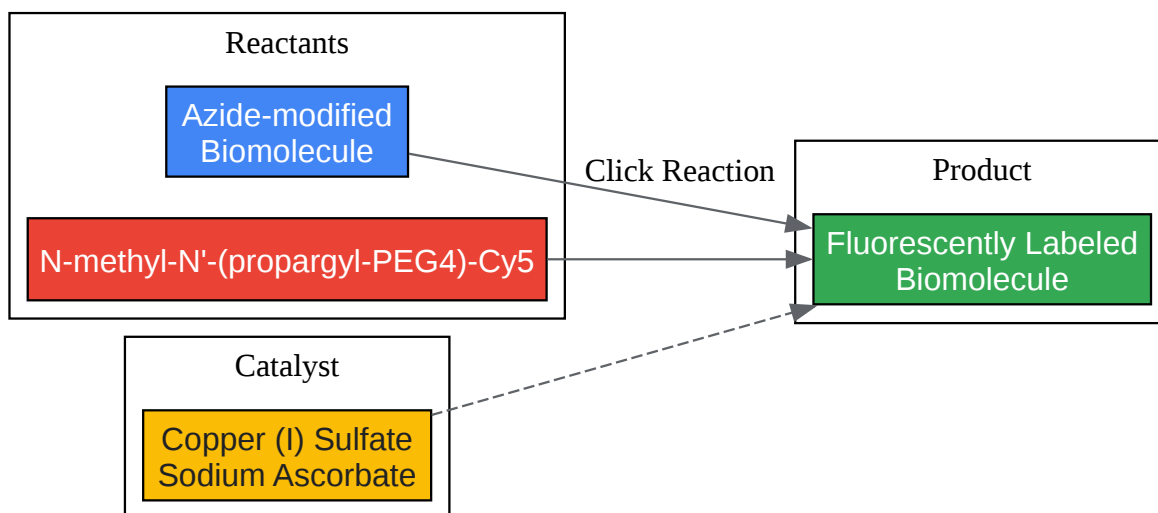 Reactants
Azide-modified
Biomolecule
N-methyl-N'-(propargyl-PEG4)-Cy5
Click Reaction
Product
Fluorescently Labeled
Biomolecule
Catalyst
Copper (I) Sulfate
Sodium Ascorbate